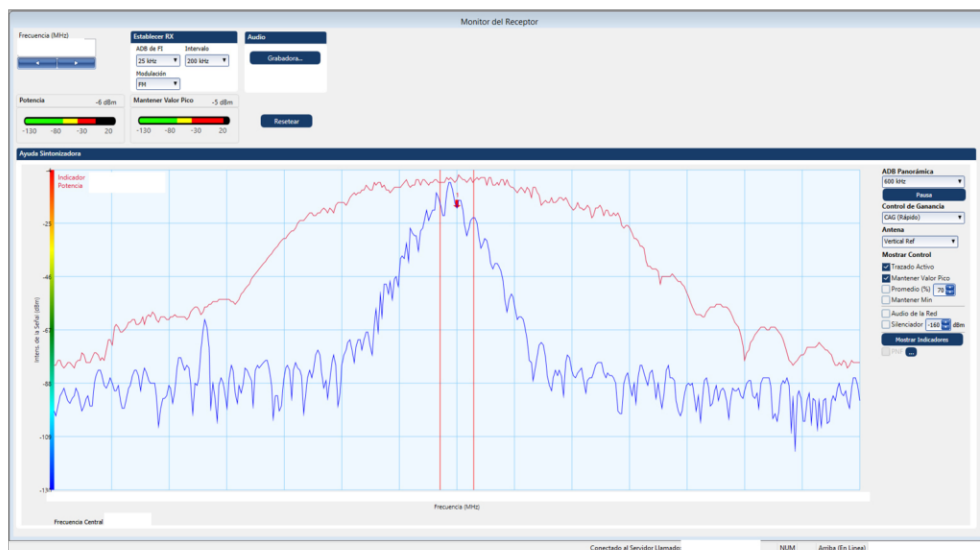 Monitor del Receptor
Frecuencia (MHz)
Establecer RX
Audio
ADB de FI Intervalo
25 kHz 200 kHz
Grabadora...
Modulación
FM
Potencia -6 dBm
Mantener Valor Pico -5 dBm
-130 -80 -30 20
-130 -80 -30 20
Resetear
Ayuda Sintonizadora
Indicador
Potencia
-25
-88
Intens. de la Señal (dBm)
Frecuencia (MHz)
Frecuencia Central
ADB Panorámica
600 kHz
Pausa
Control de Ganancia
CAG (Rápido)
Antena
Vertical Ref
Mostrar Control
Trazado Activo
Mantener Valor Pico
Promedio (%) 70
Mantener Min
Audio de la Red
Silenciador -160 dBm
Mostrar Indicadores
...
Conectado al Servidor Llamado
NUM
Arriba (En Línea)